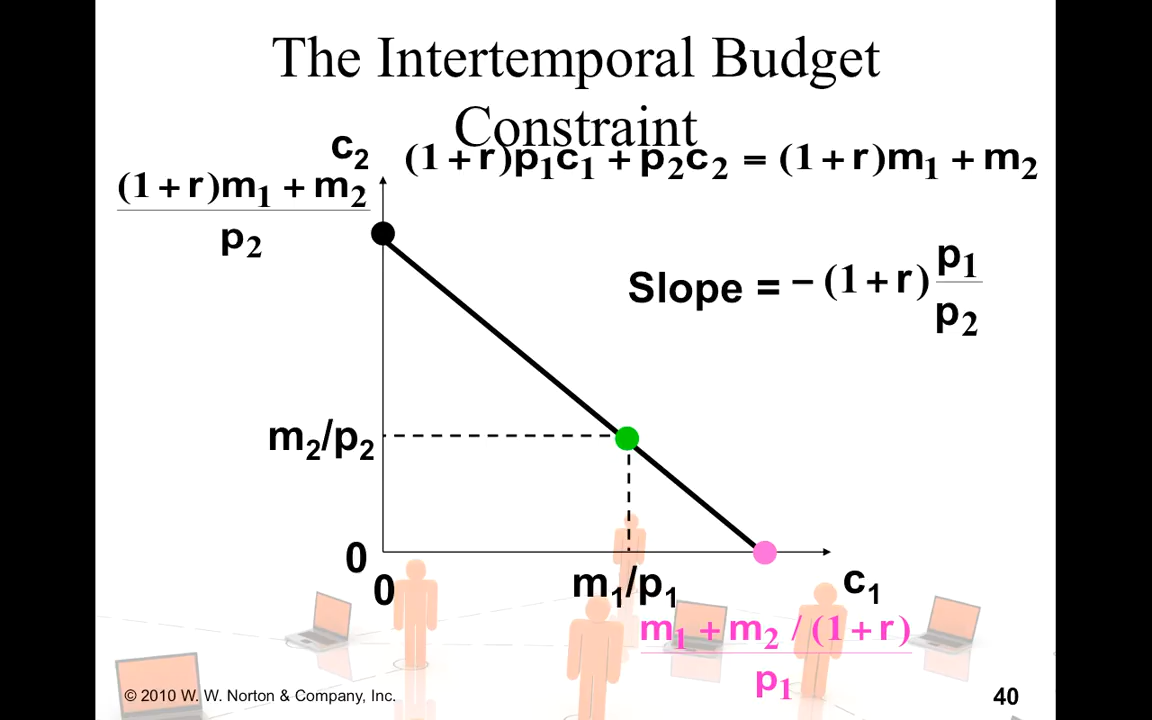 The Intertemporal Budget
Constraint
c₂
(1+r)p₁c₁ + p₂c₂ = (1+r)m₁ + m₂
(1+r)m₁ + m₂
p₂
Slope = −(1+r) p₁
p₂
m₂/p₂
0
0
m₁/p₁
c₁
m₁ + m₂ / (1+r)
p₁
© 2010 W. W. Norton & Company, Inc.
40